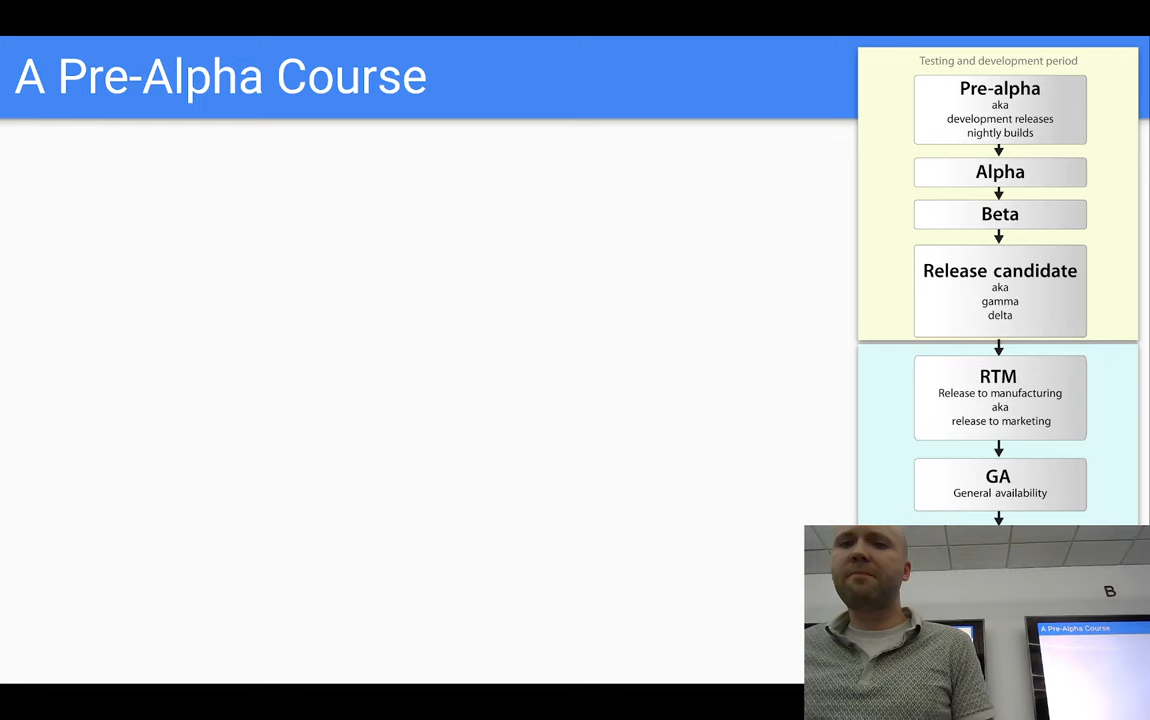 A Pre-Alpha Course
Testing and development period
Pre-alpha
aka
development releases
nightly builds
Alpha
Beta
Release candidate
aka
gamma
delta
RTM
Release to manufacturing
aka
release to marketing
GA
General availability
B
A Pre-Alpha Course